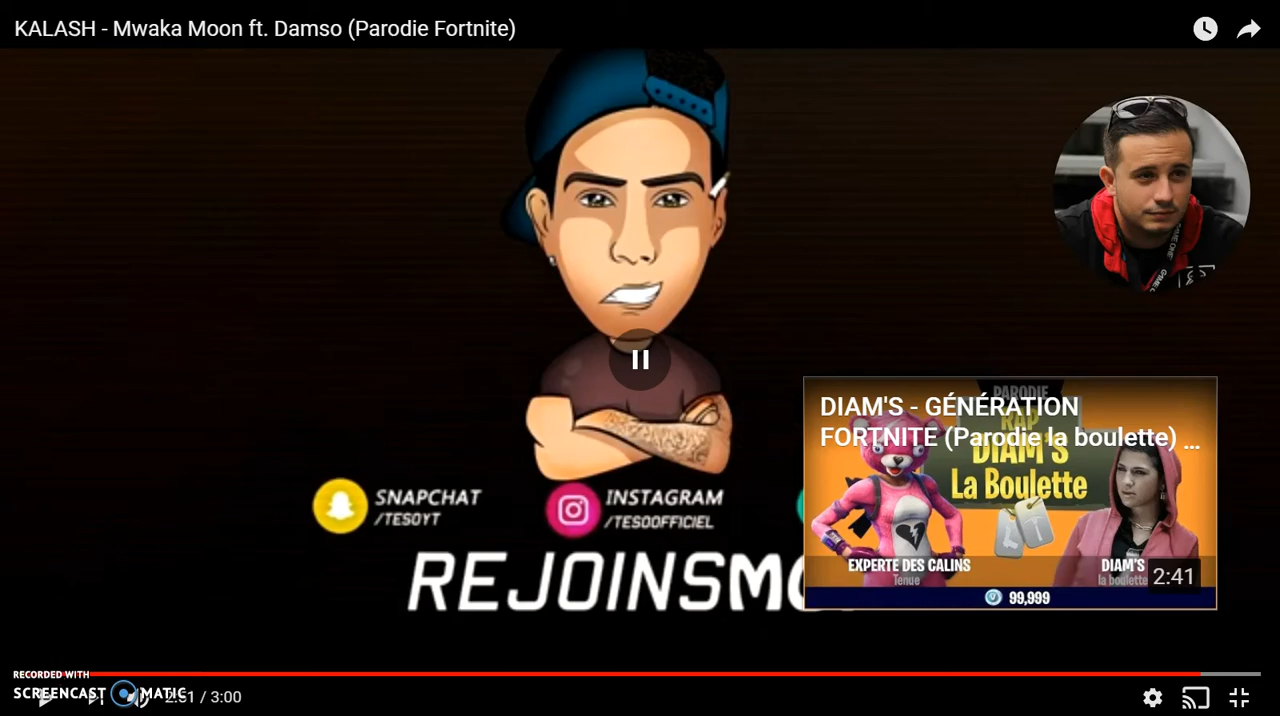 KALASH - Mwaka Moon ft. Damso (Parodie Fortnite)
PARODIE
RAP
DIAM'S - GÉNÉRATION
FORTNITE (Parodie la boulette) ...
DIAM'S
La Boulette
SNAPCHAT
/TESOYT
INSTAGRAM
/TESOOFFICIEL
EXPERTE DES CALINS
Tenue
DIAM'S
la boulette
2:41
99,999
REJOINSMO
RECORDED WITH
SCREENCAST MATIC
2:51 / 3:00